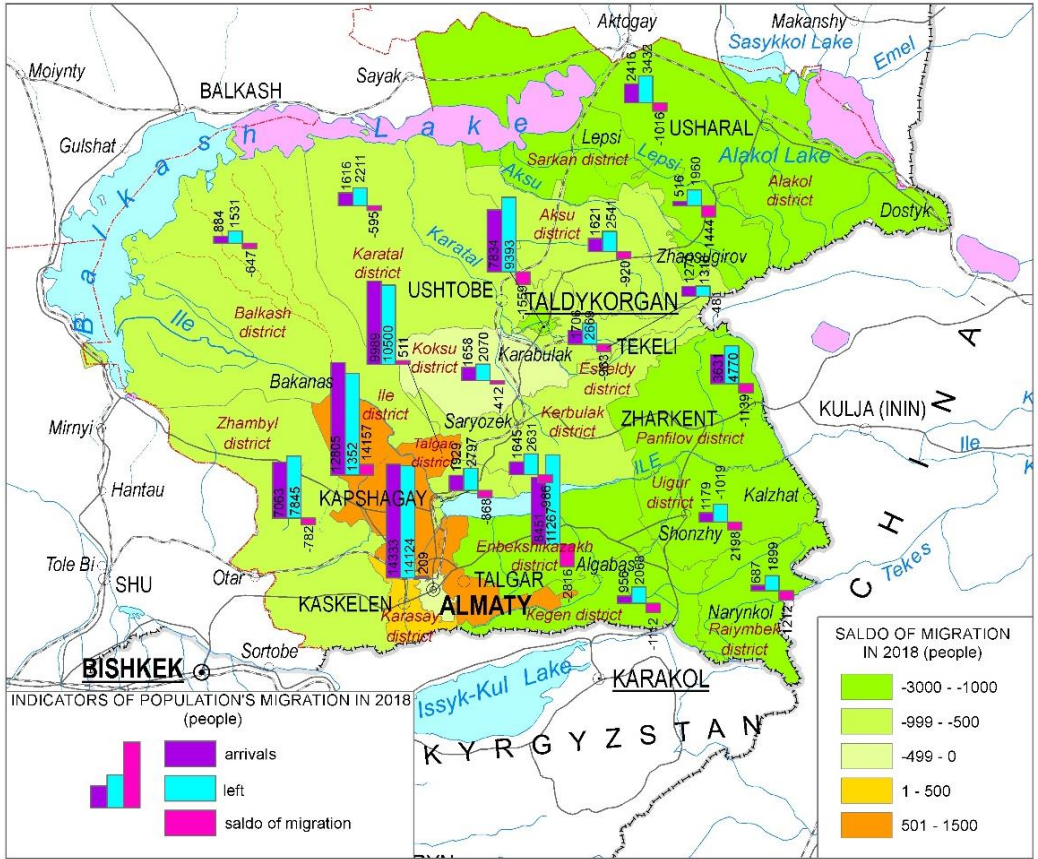 Aktogay
Makanshy
Sasykkol Lake
Emel
Moiynty
Sayak
2415
3432
-1016
BALKASH
USHARAL
Balkash Lake
Gulshat
Lepsi
Sarkan district
Lepsi
Alakol Lake
Aksu
516
1960
1444
Alakol
district
1616
2211
-595
Dostyk
884
1531
-647
7834
9393
-1559
Aksu
district
1621
2541
-920
Karatal
Karatal
district
Zhansugirov
USHTOBE
TALDYKORGAN
Ile
Balkash
district
9989
10500
511
1706
2669
TEKELI
Koksu
district
Karabulak
1658
2070
-412
Eskeldy
district
3631
4770
-1139
Bakanas
Ile
district
12805
1352
14157
CHINA
KULJA (ININ)
Mirnyi
Zhambyl
district
Saryozek
Kerbulak
district
ZHARKENT
Panfilov district
Talgar
district
1929
2797
-868
1645
2631
986
ILE
Ile
Uigur
district
Hantau
7063
7845
-782
KAPSHAGAY
14333
14124
209
8451
11267
-2816
1179
-1019
2198
Kalzhat
Shonzhy
Enbekshikazakh
district
Tekes
Tole Bi
SHU
Otar
TALGAR
Algabas
956
2068
-1112
687
1899
-1212
KASKELEN
ALMATY
Karasay
district
Kegen district
Narynkol
Raiymbek
district
Sortobe
BISHKEK
Issyk-Kul Lake
KARAKOL
KYRGYZSTAN
INDICATORS OF POPULATION'S MIGRATION IN 2018
(people)
arrivals
left
saldo of migration
SALDO OF MIGRATION
IN 2018 (people)
-3000 - -1000
-999 - -500
-499 - 0
1 - 500
501 - 1500